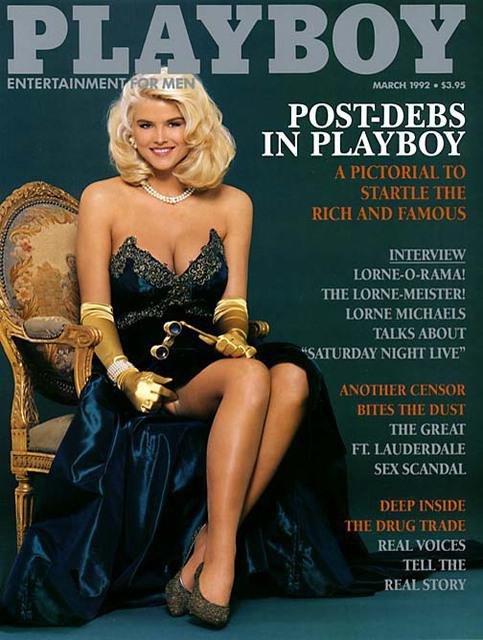 PLAYBOY
ENTERTAINMENT FOR MEN
MARCH 1992 • $3.95
POST-DEBS
IN PLAYBOY
A PICTORIAL TO
STARTLE THE
RICH AND FAMOUS
INTERVIEW
LORNE-O-RAMA!
THE LORNE-MEISTER!
LORNE MICHAELS
TALKS ABOUT
"SATURDAY NIGHT LIVE"
ANOTHER CENSOR
BITES THE DUST
THE GREAT
FT. LAUDERDALE
SEX SCANDAL
DEEP INSIDE
THE DRUG TRADE
REAL VOICES
TELL THE
REAL STORY